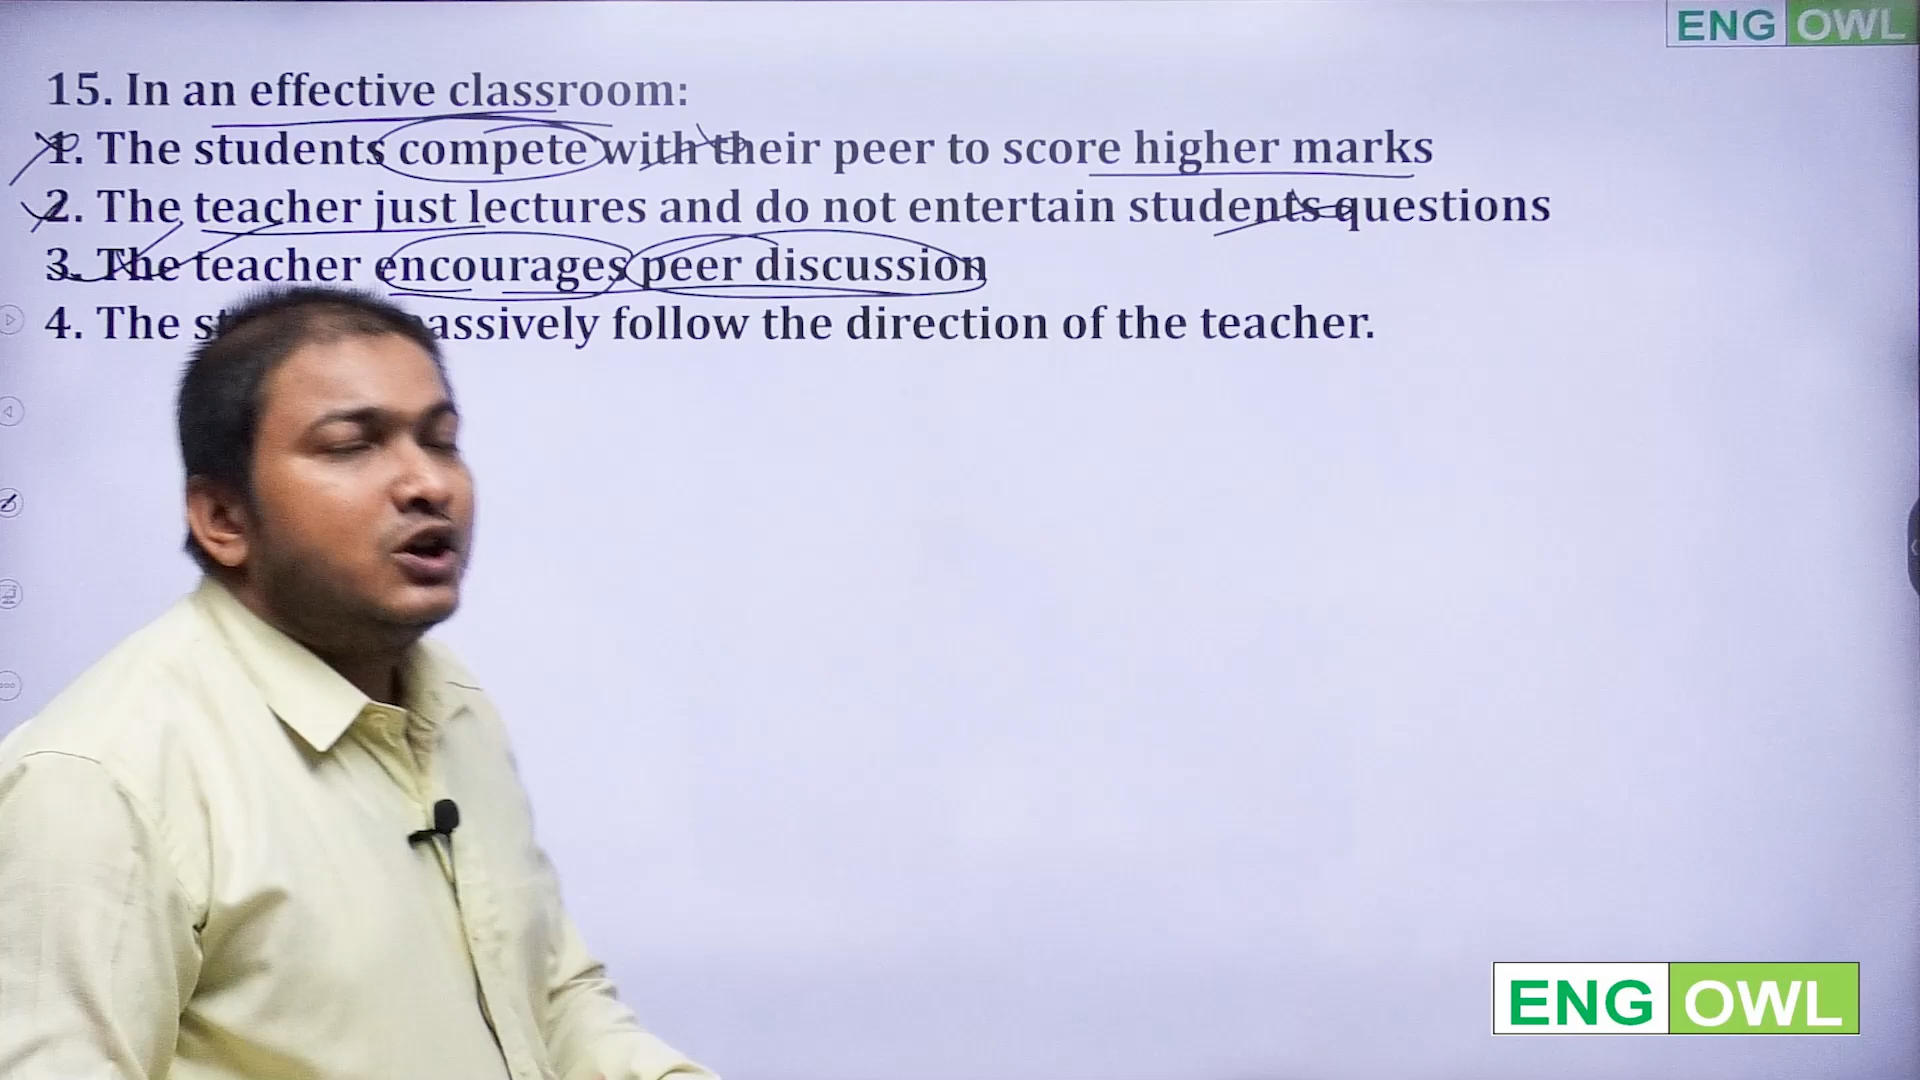 ENG OWL
15. In an effective classroom:
1. The students compete with their peer to score higher marks
2. The teacher just lectures and do not entertain students questions
3. The teacher encourages peer discussion
4. The assively follow the direction of the teacher.
ENG OWL